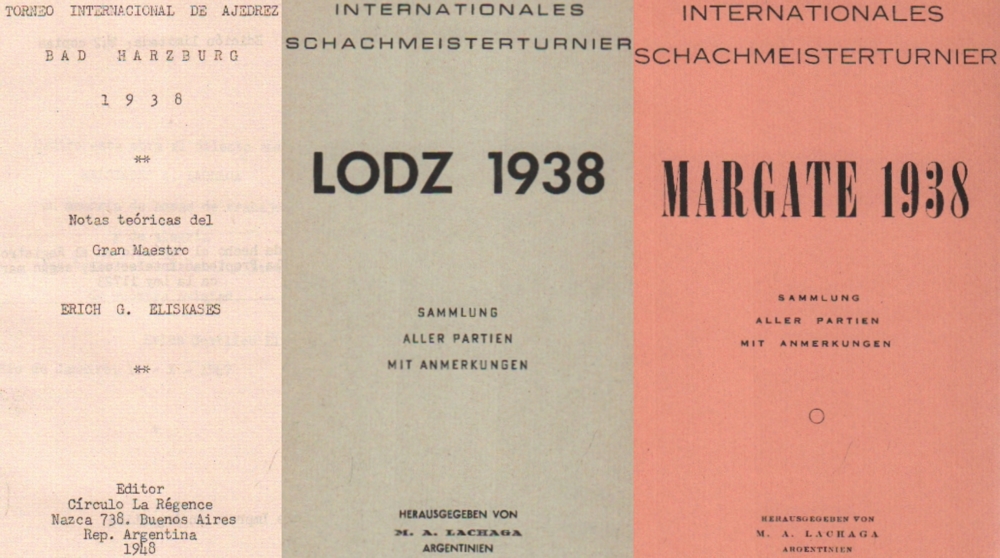 TORNEO INTERNACIONAL DE AJEDREZ
BAD HARZBURG
1938
**
Notas teóricas del
Gran Maestro
ERICH G. ELISKASES
**
Editor
Círculo La Régence
Nazca 738. Buenos Aires
Rep. Argentina
1948
INTERNATIONALES
SCHACHMEISTERTURNIER
LODZ 1938
SAMMLUNG
ALLER PARTIEN
MIT ANMERKUNGEN
HERAUSGEGEBEN VON
M. A. LACHAGA
ARGENTINIEN
INTERNATIONALES
SCHACHMEISTERTURNIER
MARGATE 1938
SAMMLUNG
ALLER PARTIEN
MIT ANMERKUNGEN
HERAUSGEGEBEN VON
M. A. LACHAGA
ARGENTINIEN